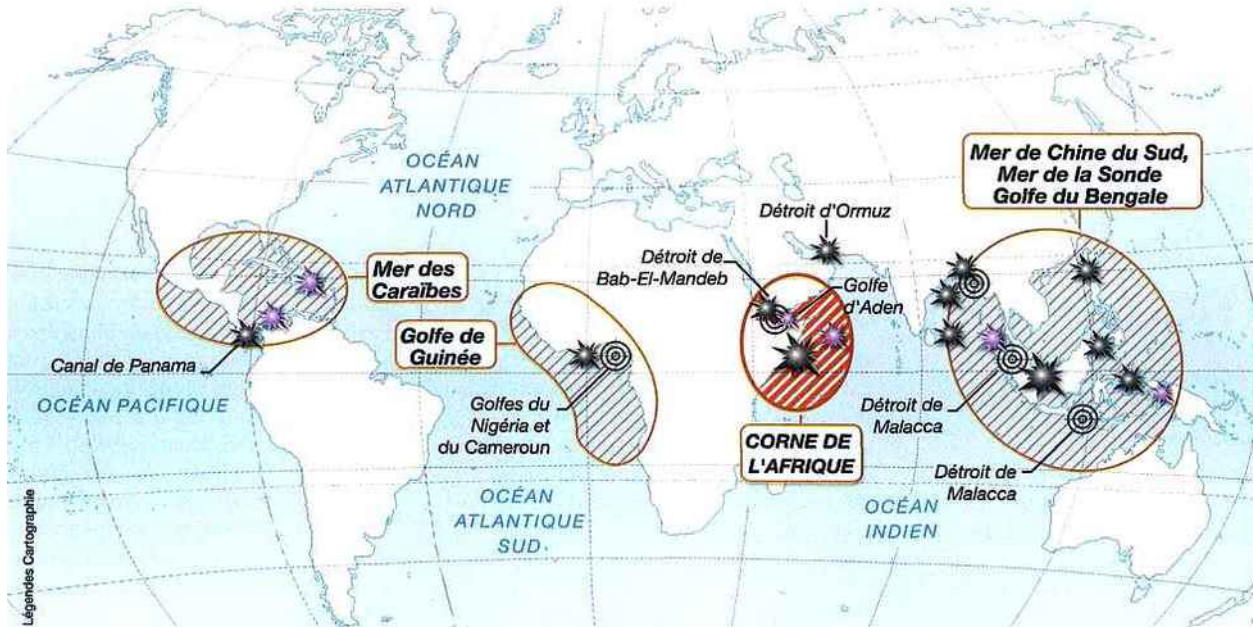 OCÉAN
ATLANTIQUE
NORD
Mer de Chine du Sud,
Mer de la Sonde
Golfe du Bengale
Détroit d'Ormuz
Détroit de
Bab-El-Mandeb
Golfe
d'Aden
Mer des
Caraïbes
Golfe de
Guinée
Canal de Panama
OCÉAN PACIFIQUE
Golfes du
Nigéria et
du Cameroun
CORNE DE
L'AFRIQUE
Détroit de
Malacca
Détroit de
Malacca
OCÉAN
ATLANTIQUE
SUD
OCÉAN
INDIEN
Légendes Cartographie